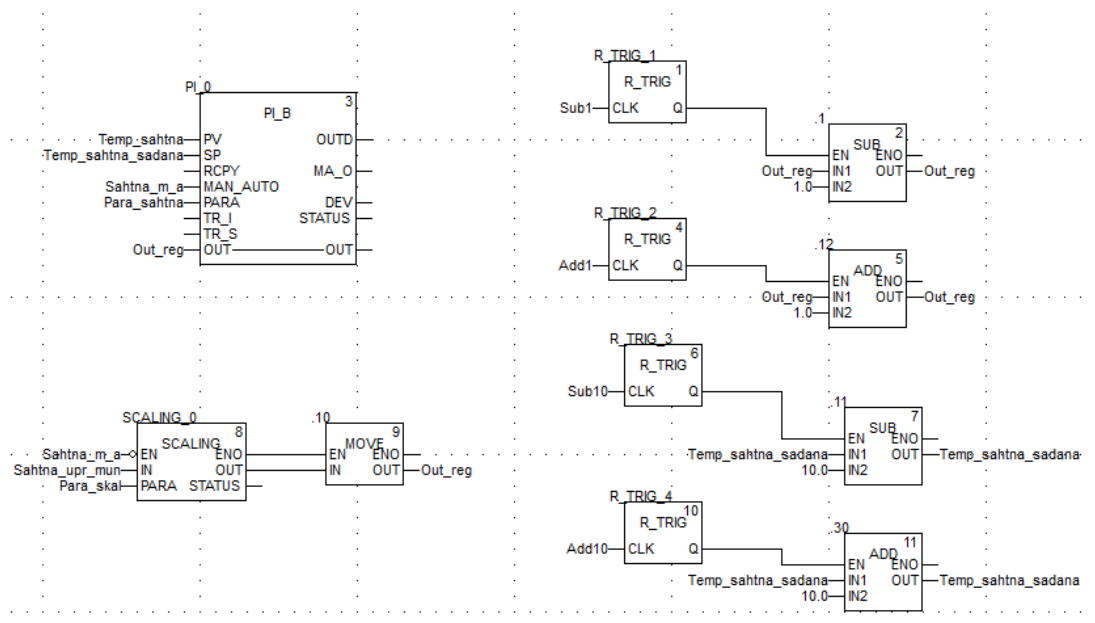 PI_0
3
PI_B
Temp_sahtna PV OUTD
Temp_sahtna_sadana SP
RCPY MA_O
Sahtna_m_a MAN_AUTO
Para_sahtna PARA DEV
TR_I STATUS
TR_S
Out_reg OUT OUT
SCALING_0
8
SCALING
Sahtna_m_a EN ENO
Sahtna_upr_mun IN OUT
Para_skal PARA STATUS
.10
9
MOVE
EN ENO
IN OUT Out_reg
R_TRIG_1
1
R_TRIG
Sub1 CLK Q
.1
2
SUB
EN ENO
Out_reg IN1 OUT Out_reg
1.0 IN2
R_TRIG_2
4
R_TRIG
Add1 CLK Q
.12
5
ADD
EN ENO
Out_reg IN1 OUT Out_reg
1.0 IN2
R_TRIG_3
6
R_TRIG
Sub10 CLK Q
.11
7
SUB
EN ENO
Temp_sahtna_sadana IN1 OUT Temp_sahtna_sadana
10.0 IN2
R_TRIG_4
10
R_TRIG
Add10 CLK Q
.30
11
ADD
EN ENO
Temp_sahtna_sadana IN1 OUT Temp_sahtna_sadana
10.0 IN2